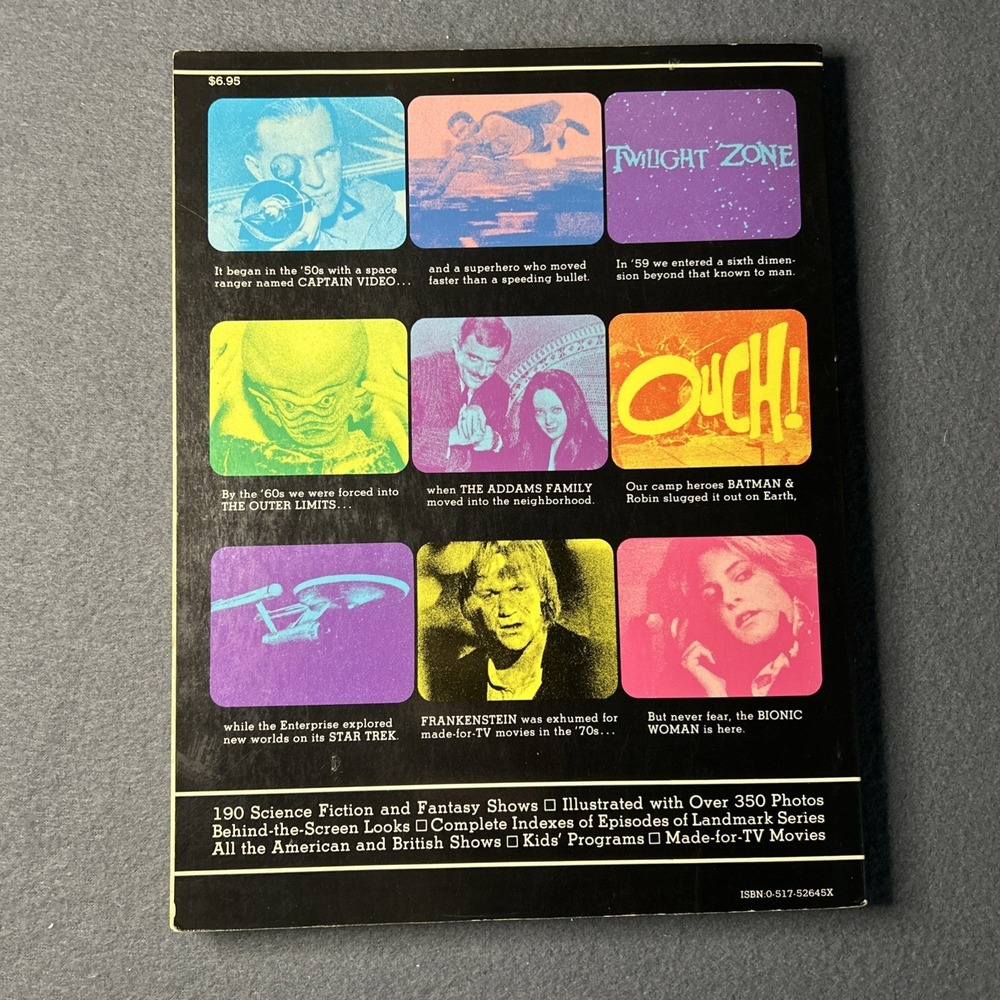 $6.95
TWILIGHT ZONE
It began in the '50s with a space
ranger named CAPTAIN VIDEO...
and a superhero who moved
faster than a speeding bullet.
In '59 we entered a sixth dimen-
sion beyond that known to man.
OUCH!
By the '60s we were forced into
THE OUTER LIMITS...
when THE ADDAMS FAMILY
moved into the neighborhood.
Our camp heroes BATMAN &
Robin slugged it out on Earth,
while the Enterprise explored
new worlds on its STAR TREK.
FRANKENSTEIN was exhumed for
made-for-TV movies in the '70s...
But never fear, the BIONIC
WOMAN is here.
190 Science Fiction and Fantasy Shows □ Illustrated with Over 350 Photos
Behind-the-Screen Looks □ Complete Indexes of Episodes of Landmark Series
All the American and British Shows □ Kids' Programs □ Made-for-TV Movies
ISBN:0-517-52645X